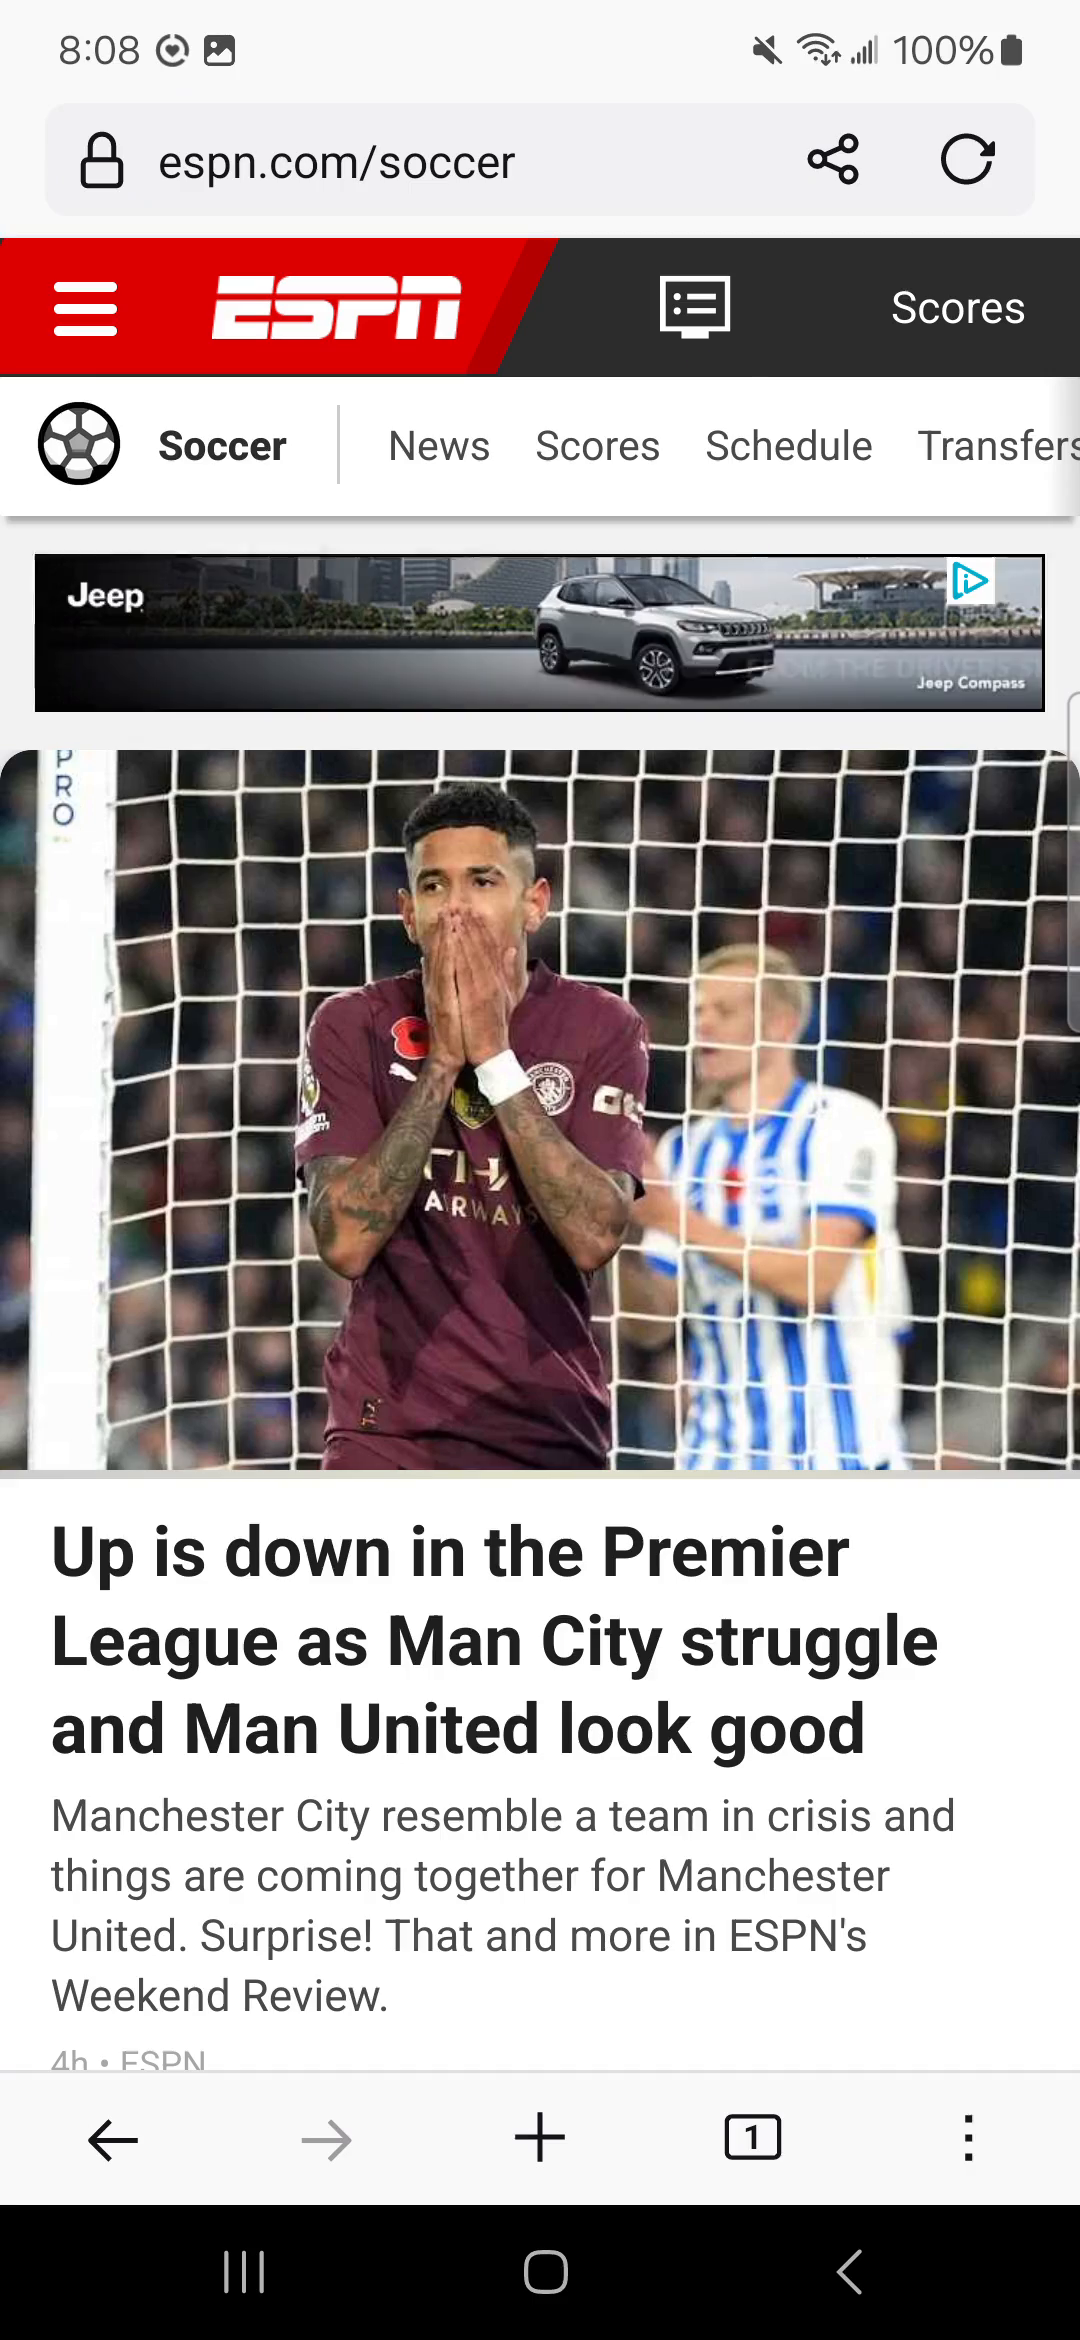 8:08
100%
espn.com/soccer
ESPN
Scores
Soccer
News Scores Schedule Transfers
Jeep
Jeep Compass
PRO
AIRWAYS
Up is down in the Premier
League as Man City struggle
and Man United look good
Manchester City resemble a team in crisis and
things are coming together for Manchester
United. Surprise! That and more in ESPN's
Weekend Review.
4h • ESPN
1